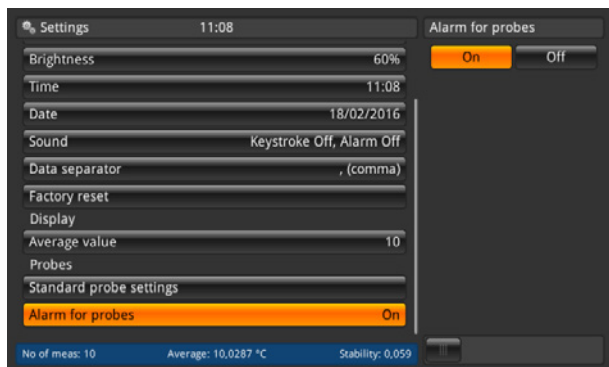 Settings 11:08
Brightness 60%
Time 11:08
Date 18/02/2016
Sound Keystroke Off, Alarm Off
Data separator , (comma)
Factory reset
Display
Average value 10
Probes
Standard probe settings
Alarm for probes On
No of meas: 10 Average: 10,0287 °C Stability: 0,059
Alarm for probes
On Off